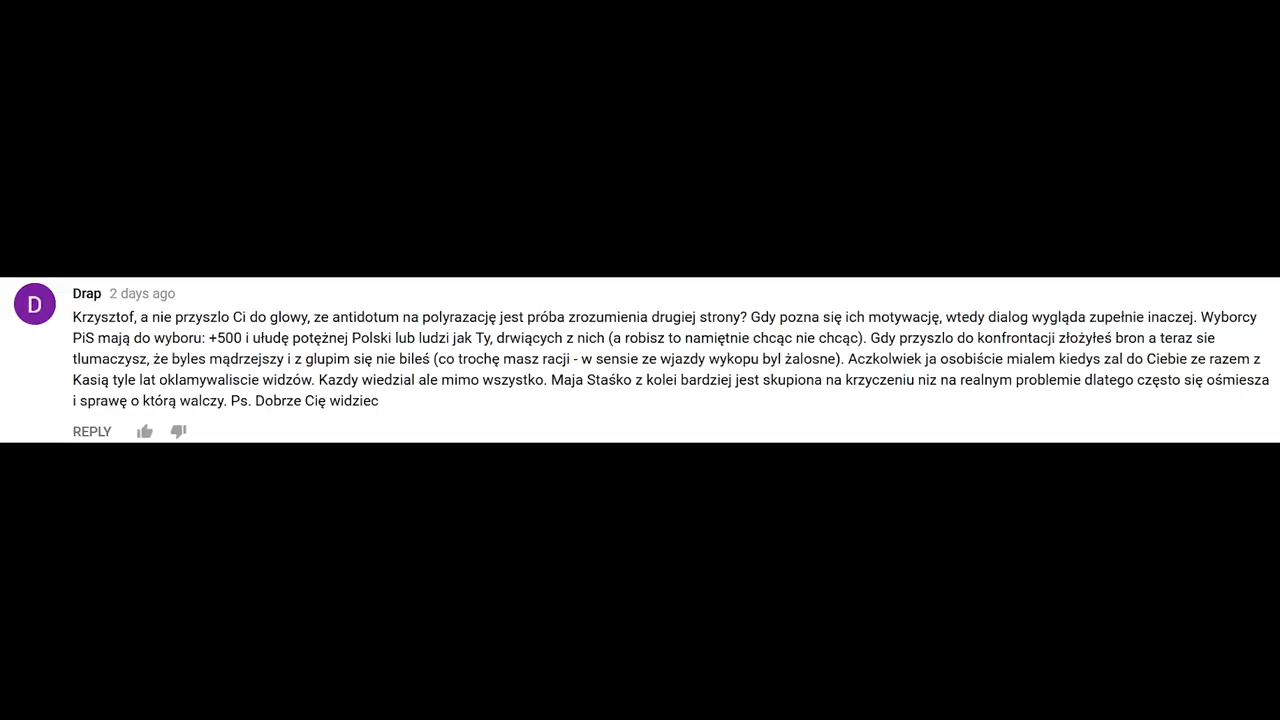 D
Drap 2 days ago
Krzysztof, a nie przyszlo Ci do glowy, ze antidotum na polyrazację jest próba zrozumienia drugiej strony? Gdy pozna się ich motywację, wtedy dialog wygląda zupełnie inaczej. Wyborcy
PiS mają do wyboru: +500 i ułudę potężnej Polski lub ludzi jak Ty, drwiących z nich (a robisz to namiętnie chcąc nie chcąc). Gdy przyszlo do konfrontacji złożyłeś bron a teraz sie
tlumaczysz, że byles mądrzejszy i z glupim się nie bileś (co trochę masz racji - w sensie ze wjazdy wykopu byl żalosne). Aczkolwiek ja osobiście mialem kiedys zal do Ciebie ze razem z
Kasią tyle lat oklamywaliscie widzów. Kazdy wiedzial ale mimo wszystko. Maja Staśko z kolei bardziej jest skupiona na krzyczeniu niz na realnym problemie dlatego często się ośmiesza
i sprawę o którą walczy. Ps. Dobrze Cię widziec
REPLY